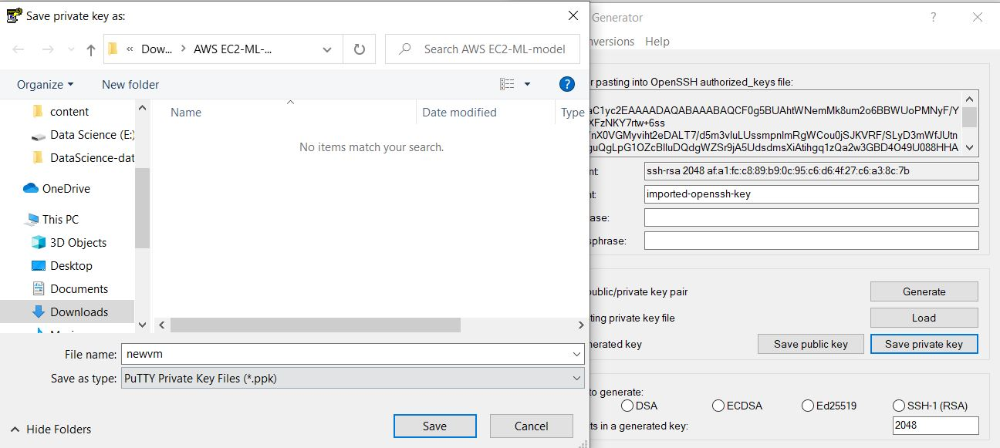 Save private key as:
« Dow... > AWS EC2-ML-...
Search AWS EC2-ML-model
Organize
New folder
content
Data Science (E:)
DataScience-dat
OneDrive
This PC
3D Objects
Desktop
Documents
Downloads
Name
Date modified
Type
No items match your search.
File name: newvm
Save as type: PuTTY Private Key Files (*.ppk)
Hide Folders
Save
Cancel
Generator
?
nversions Help
r pasting into OpenSSH authorized_keys file:
aC1yc2EAAAADAQABAAABAQCF0g5BUAhtWNemMk8um2o6BBWUoPMNyF/Y
XFzNKY7rtw+6ss
/nX0VGMyviht2eDALT7/d5m3vluLUssmpnlmRgWCou0jSJKVRF/SLyD3mWfJUtn
guQgLpG1OZcBlluDQdgWZSr9jA5UdsdmsXiAtihgq1zQa2w3GBD4O49U088HHA
nt: ssh-rsa 2048 af:a1:fc:c8:89:b9:0c:95:c6:d6:4f:27:c6:a3:8c:7b
nt: imported-openssh-key
ase:
sphrase:
public/private key pair
Generate
ting private key file
Load
nerated key
Save public key
Save private key
to generate:
DSA
ECDSA
Ed25519
SSH-1 (RSA)
ts in a generated key:
2048